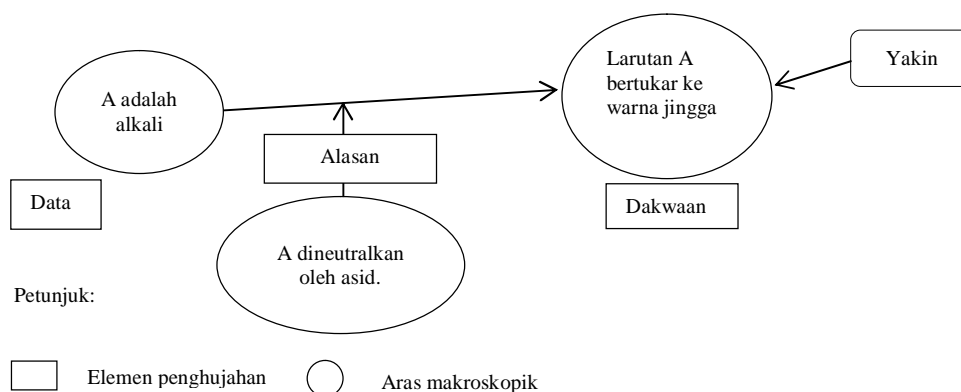 A adalah
alkali
Larutan A
bertukar ke
warna jingga
Yakin
Alasan
Data
Dakwaan
A dineutralkan
oleh asid.
Petunjuk:
Elemen penghujahan
Aras makroskopik